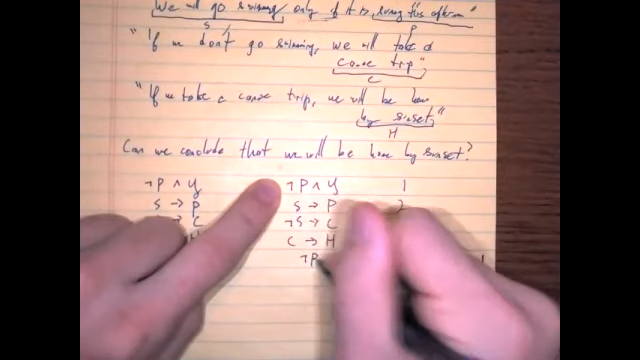 We will go swimming only if it is sunny this afternoon"
S P
"If we don't go swimming, we will take a
canoe trip"
C
"If we take a canoe trip, we will be home
by sunset"
H
Can we conclude that we will be home by sunset?
¬P ∧ Y ¬P ∧ Y 1
S → P S → P 2
→ C ¬S → C
H C → H
¬P 1